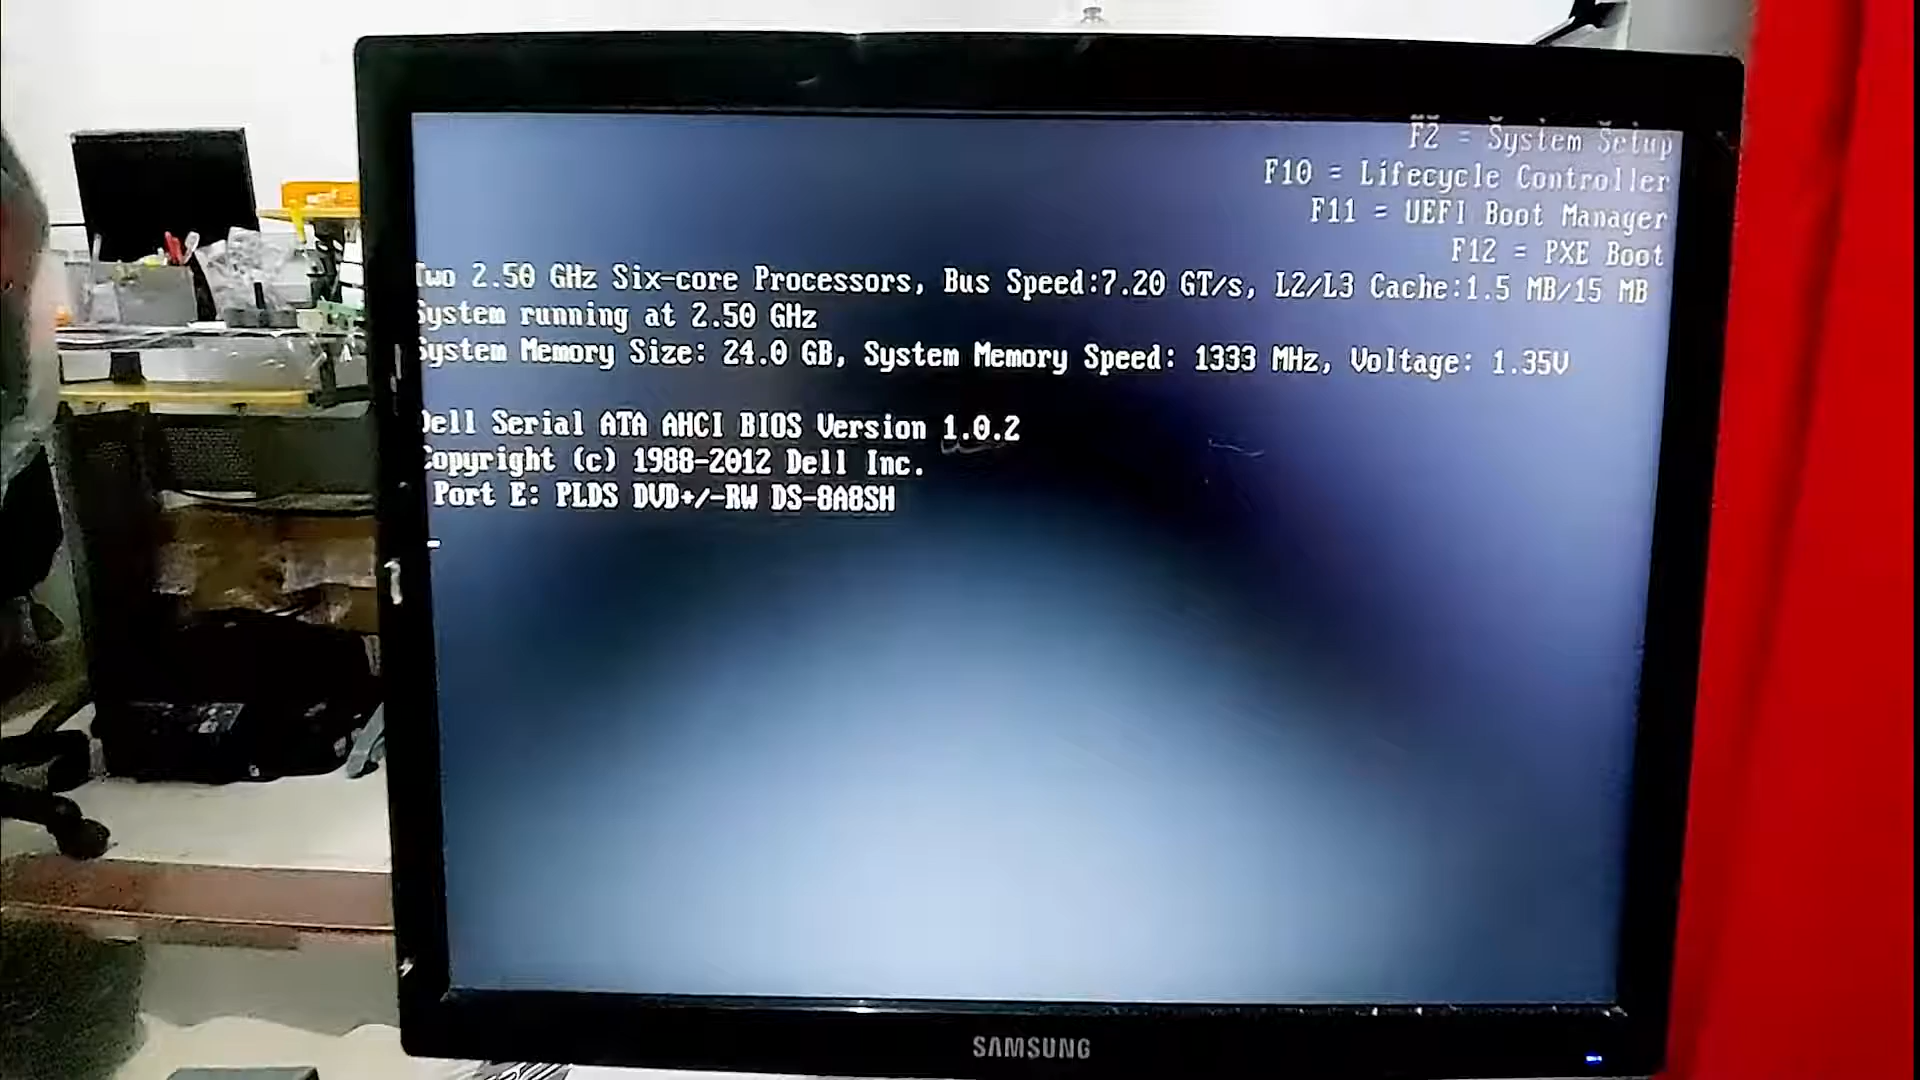 F2 = System Setup
F10 = Lifecycle Controller
F11 = UEFI Boot Manager
F12 = PXE Boot
Two 2.50 GHz Six-core Processors, Bus Speed:7.20 GT/s, L2/L3 Cache:1.5 MB/15 MB
System running at 2.50 GHz
System Memory Size: 24.0 GB, System Memory Speed: 1333 MHz, Voltage: 1.35V
Dell Serial ATA AHCI BIOS Version 1.0.2
Copyright (c) 1988-2012 Dell Inc.
Port E: PLDS DVD+/-RW DS-8A8SH
SAMSUNG